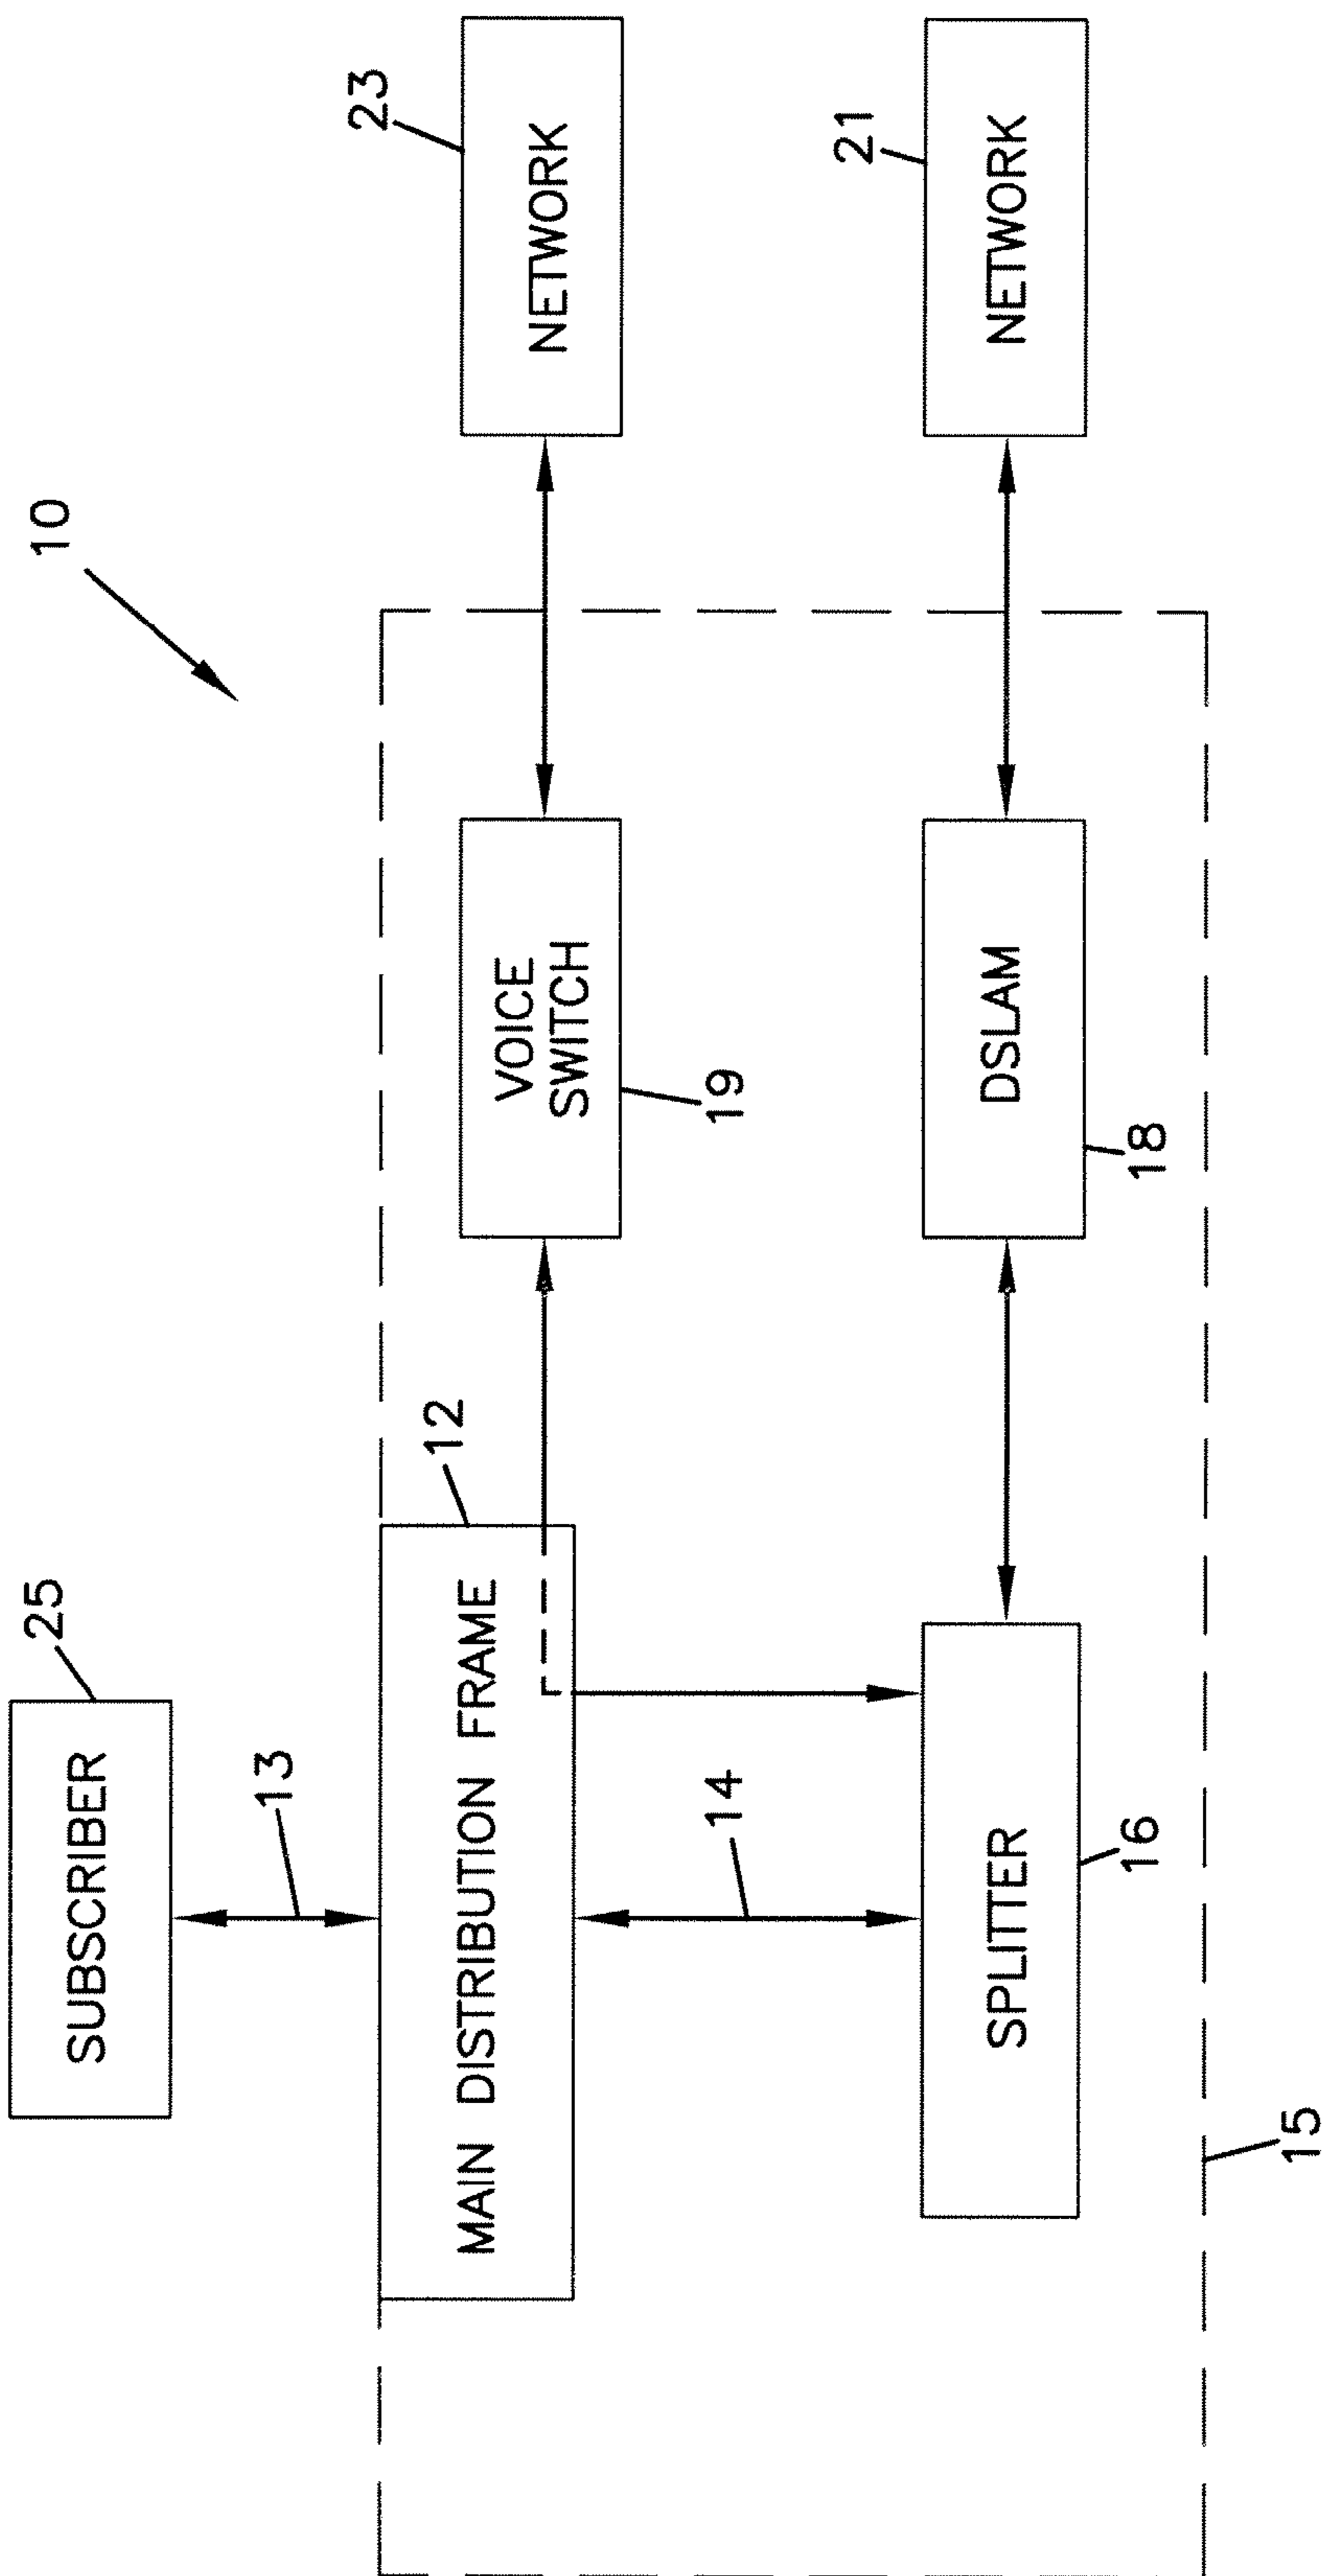 10
SUBSCRIBER
25
13
MAIN DISTRIBUTION FRAME
12
VOICE
SWITCH
19
NETWORK
23
14
SPLITTER
16
DSLAM
18
NETWORK
21
15